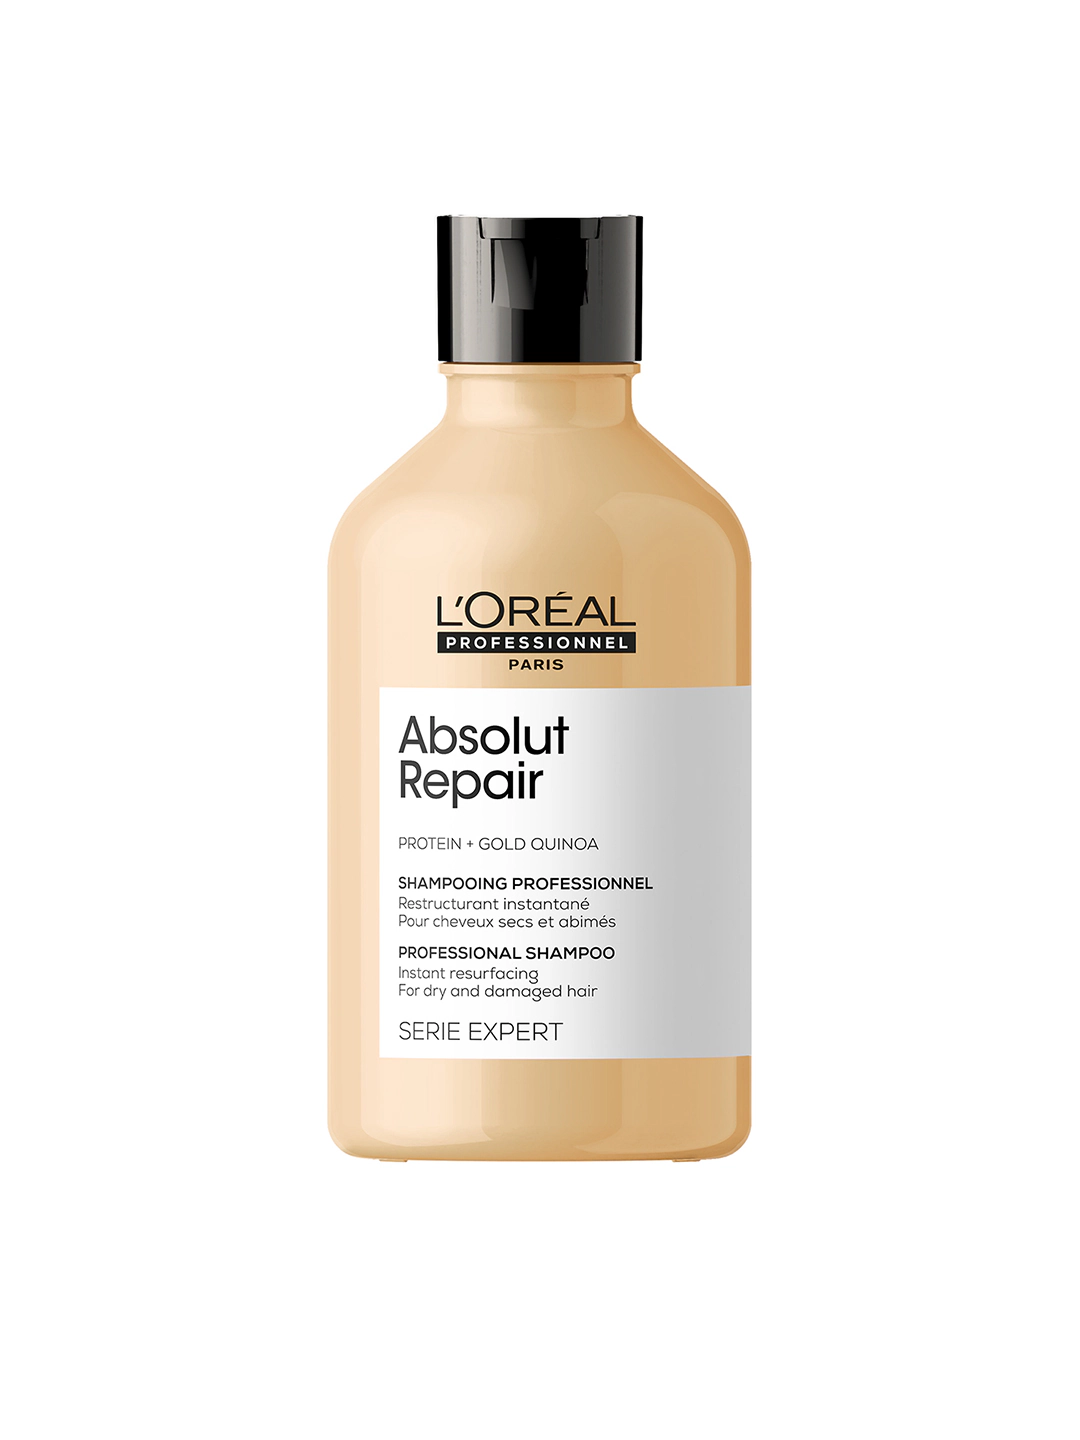 L'ORÉAL
PROFESSIONNEL
PARIS
Absolut
Repair
PROTEIN + GOLD QUINOA
SHAMPOOING PROFESSIONNEL
Restructurant instantané
Pour cheveux secs et abimés
PROFESSIONAL SHAMPOO
Instant resurfacing
For dry and damaged hair
SERIE EXPERT